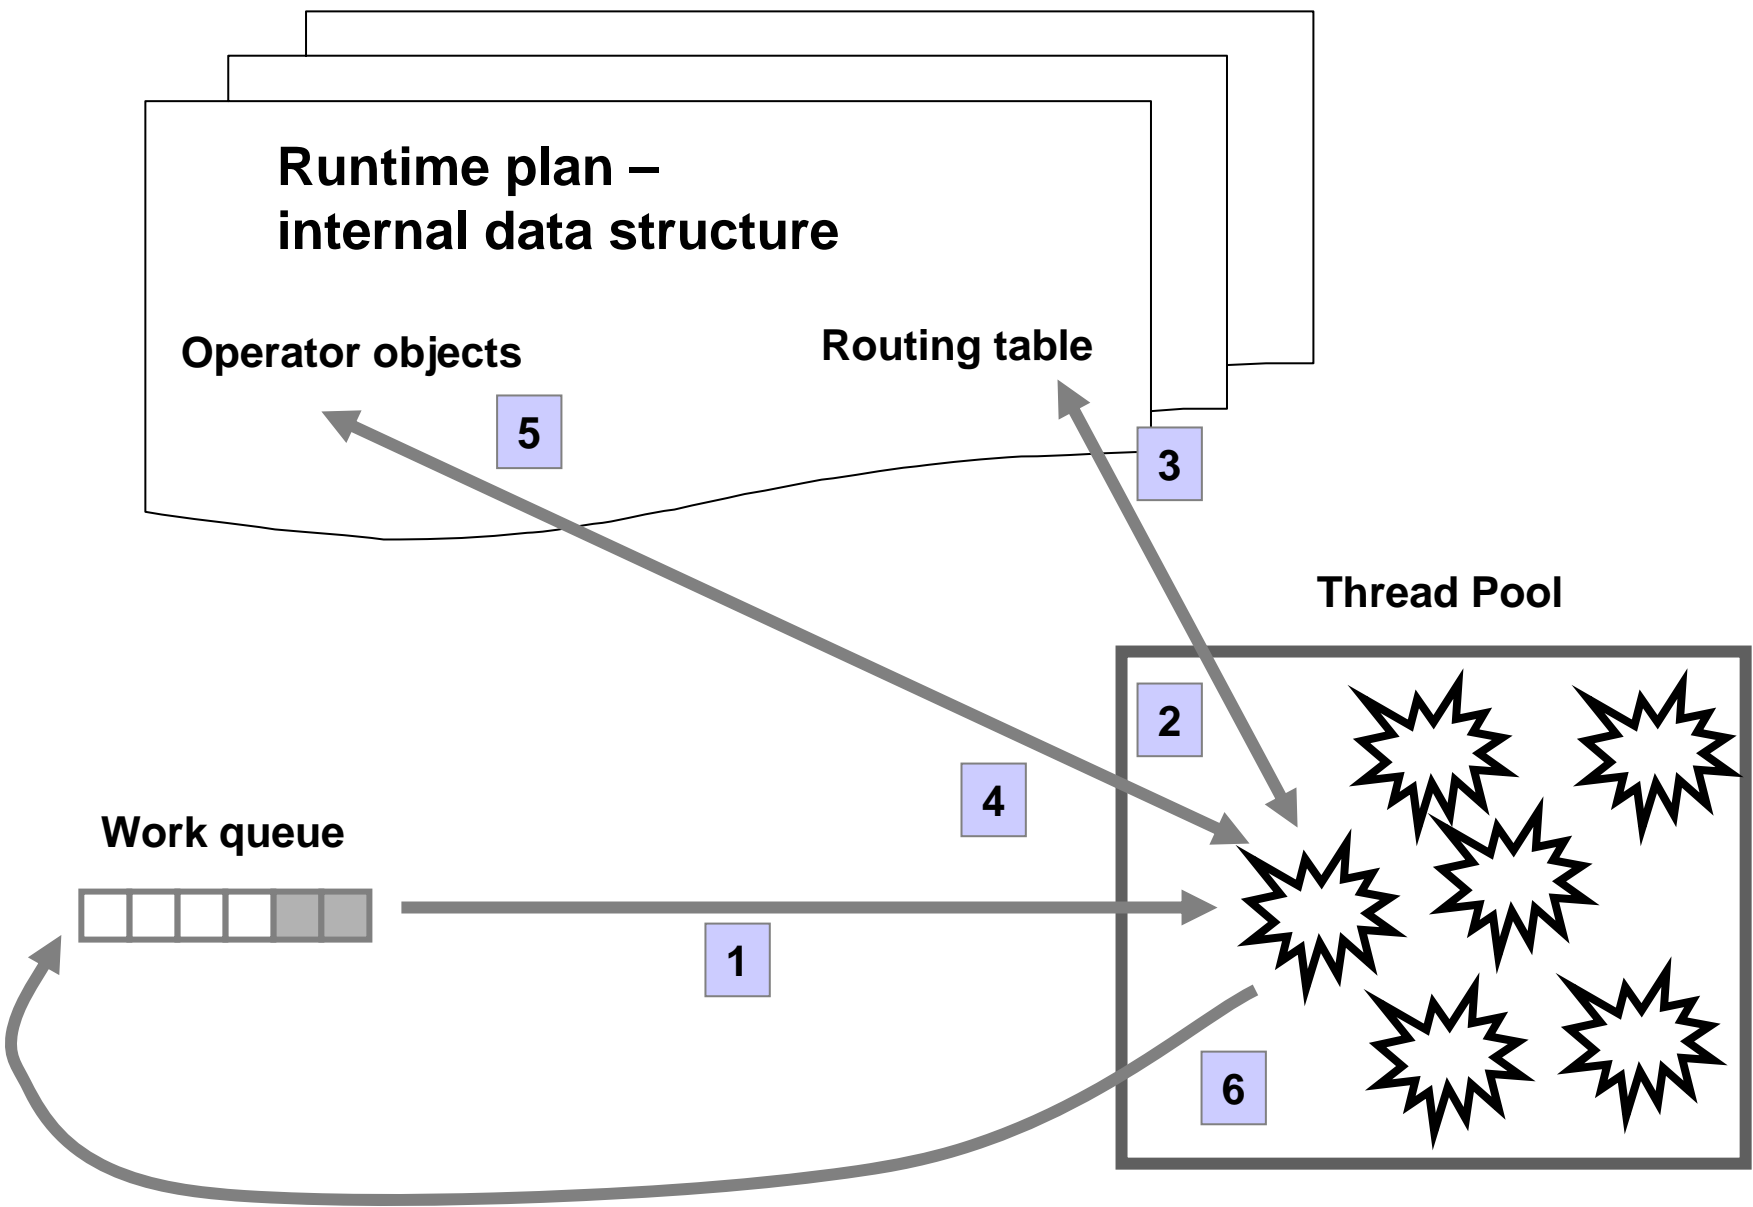 Runtime plan –
internal data structure
Operator objects
Routing table
5
3
Thread Pool
2
4
Work queue
1
6